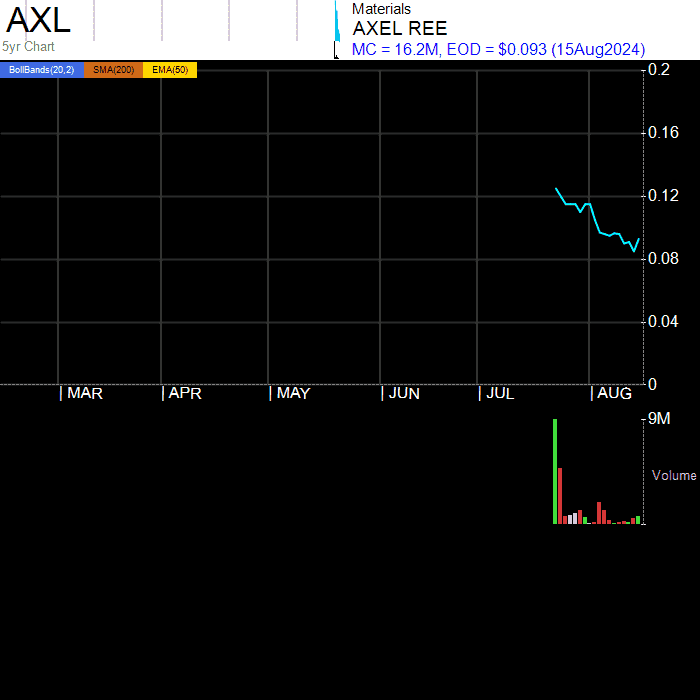 AXL
5yr Chart
Materials
AXEL REE
MC = 16.2M, EOD = $0.093 (15Aug2024)
BollBands(20,2) SMA(200) EMA(50)
0.2
0.16
0.12
0.08
0.04
0
| MAR | APR | MAY | JUN | JUL | AUG
9M
Volume